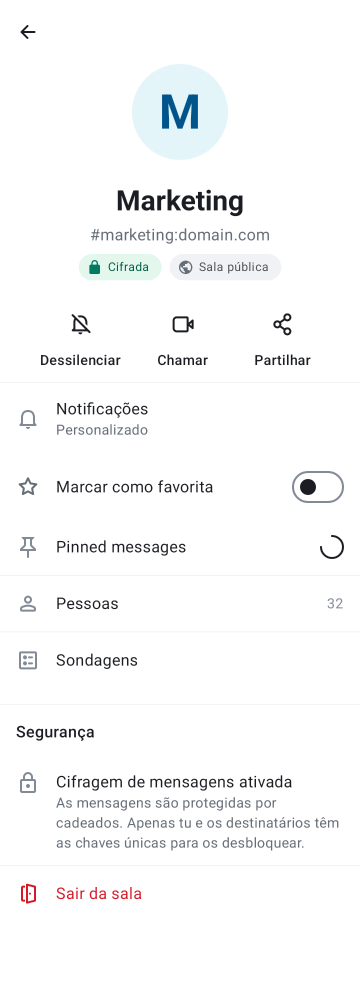 M
Marketing
#marketing:domain.com
Cifrada
Sala pública
Dessilenciar
Chamar
Partilhar
Notificações
Personalizado
Marcar como favorita
Pinned messages
Pessoas
32
Sondagens
Segurança
Cifragem de mensagens ativada
As mensagens são protegidas por
cadeados. Apenas tu e os destinatários têm
as chaves únicas para os desbloquear.
Sair da sala